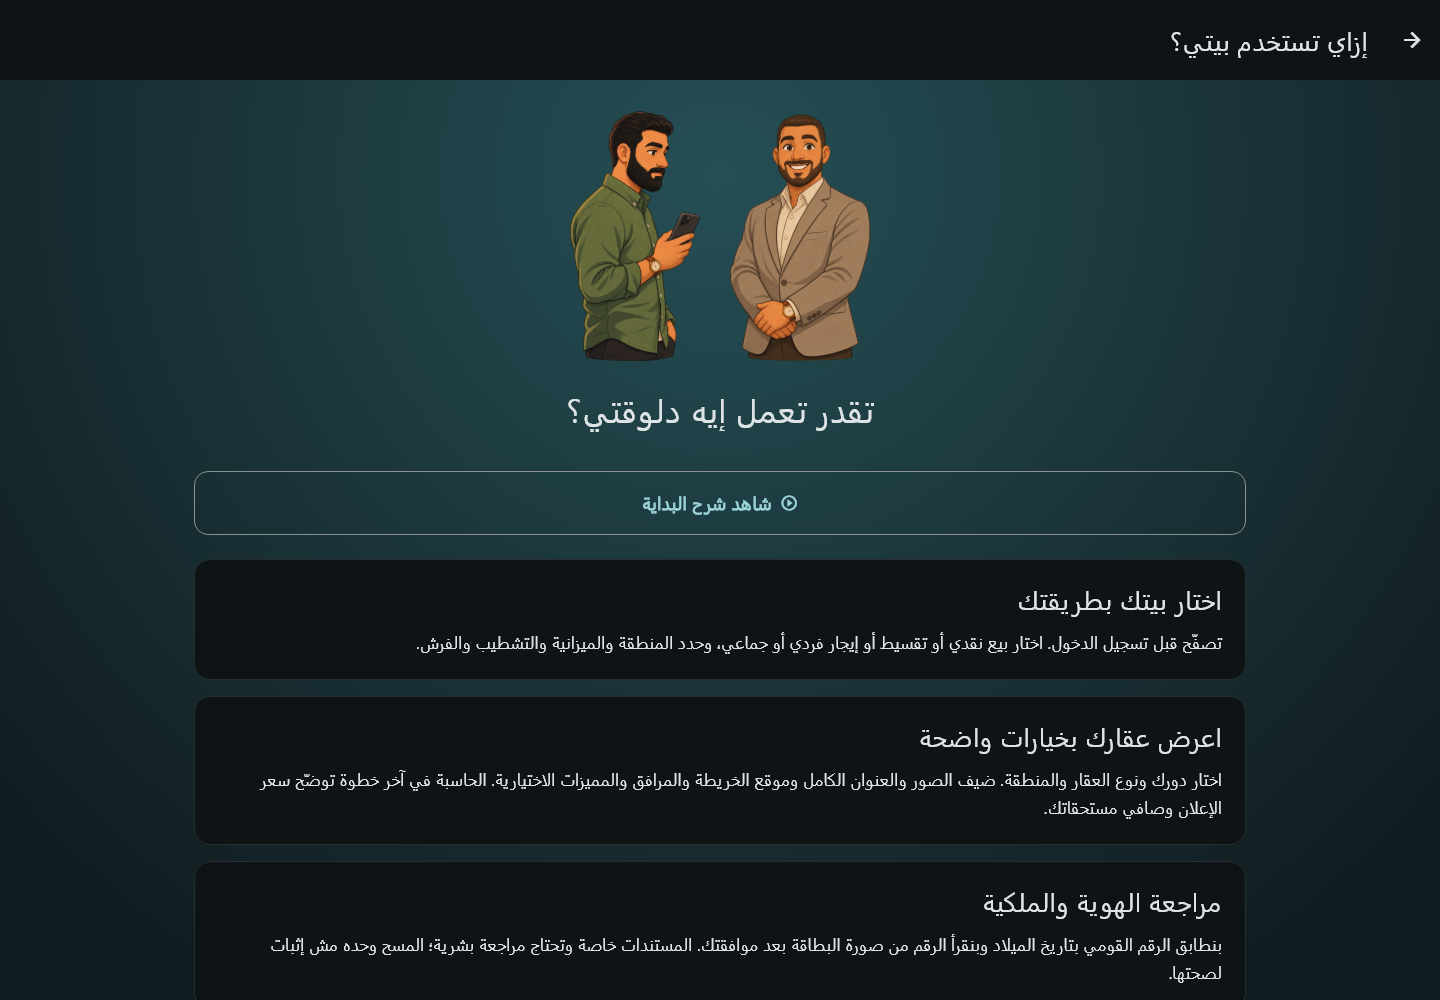 إزاي تستخدم بيتي؟
تقدر تعمل إيه دلوقتي؟
شاهد شرح البداية
اختار بيتك بطريقتك
تصفّح قبل تسجيل الدخول. اختار بيع نقدي أو تقسيط أو إيجار فردي أو جماعي، وحدد المنطقة والميزانية والتشطيب والفرش.
اعرض عقارك بخيارات واضحة
اختار دورك ونوع العقار والمنطقة. ضيف الصور والعنوان الكامل وموقع الخريطة والمرافق والمميزات الاختيارية. الحاسبة في آخر خطوة توضّح سعر
الإعلان وصافي مستحقاتك.
مراجعة الهوية والملكية
بنطابق الرقم القومي بتاريخ الميلاد وبنقرأ الرقم من صورة البطاقة بعد موافقتك. المستندات خاصة وتحتاج مراجعة بشرية؛ المسح وحده مش إثبات
لصحتها.